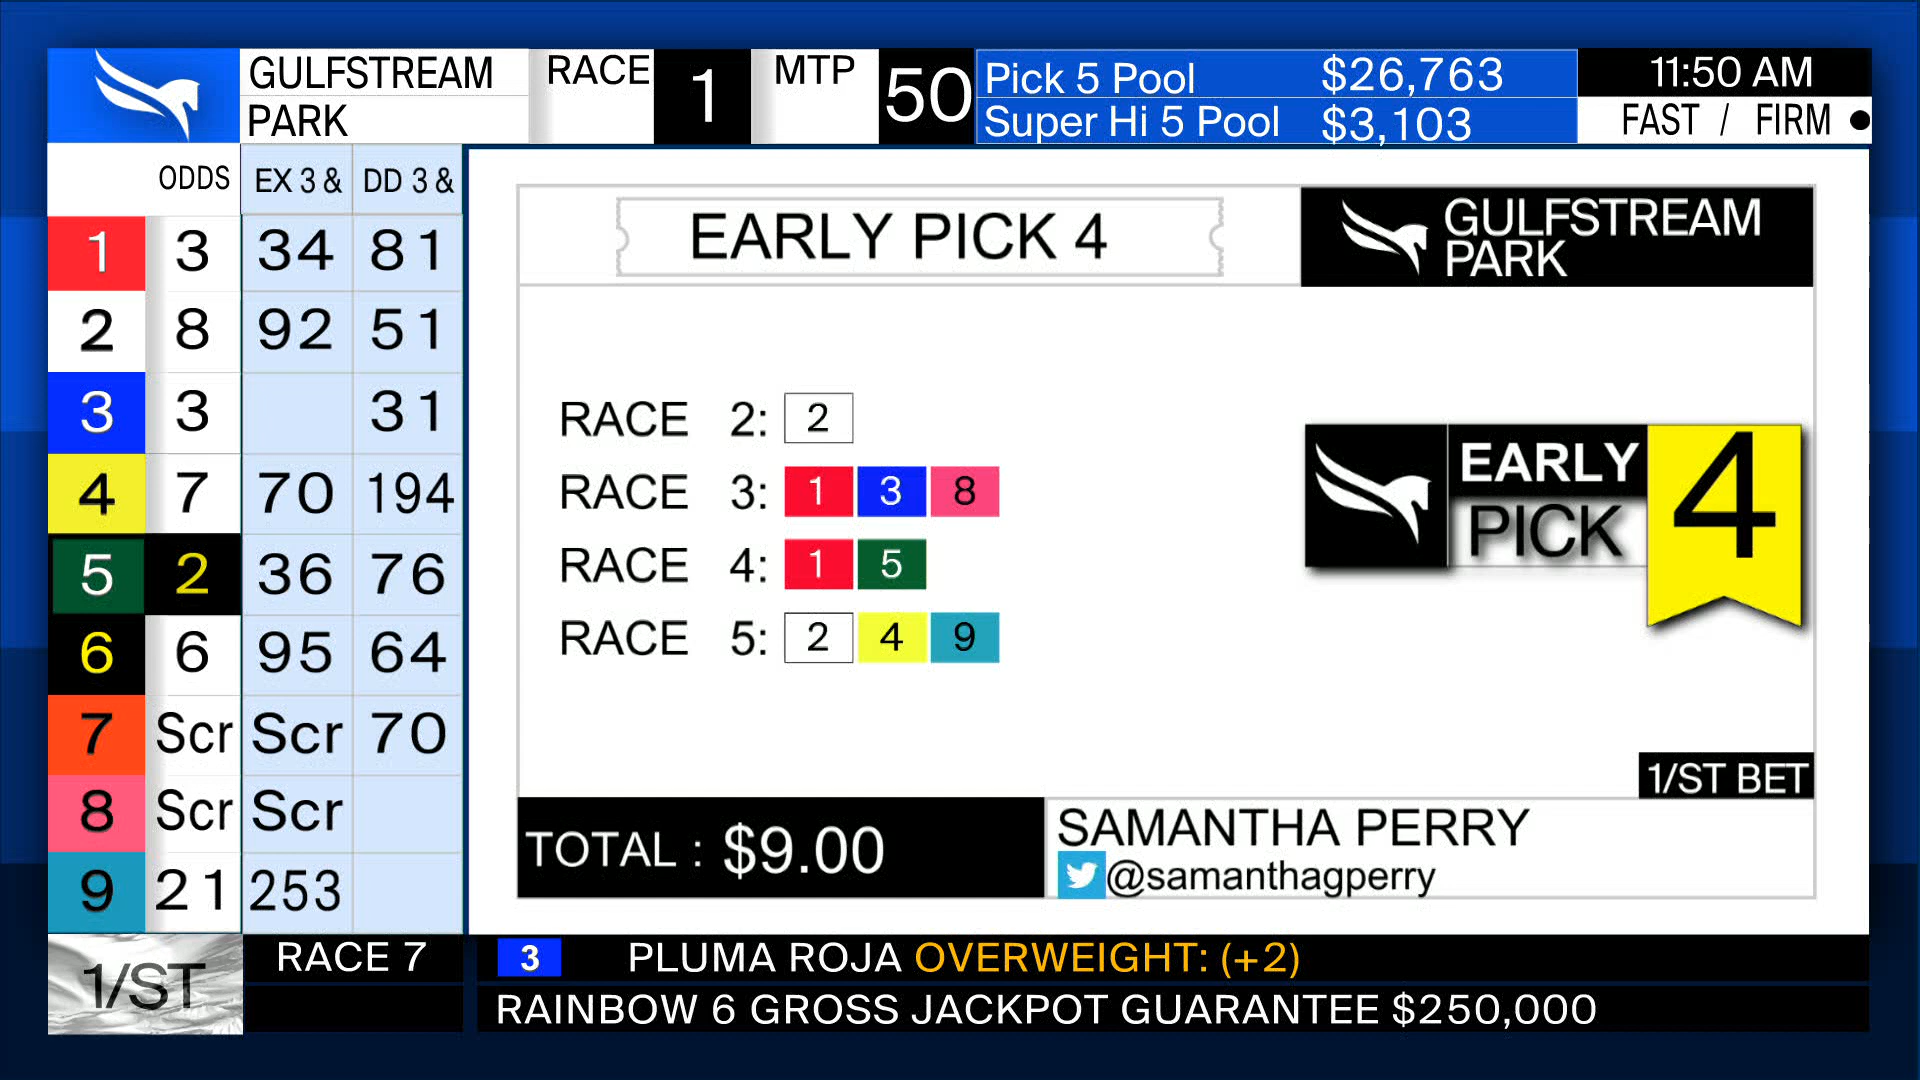 GULFSTREAM PARK RACE 1 MTP 50 Pick 5 Pool $26,763 11:50 AM
Super Hi 5 Pool $3,103 FAST / FIRM
ODDS EX 3 & DD 3 &
1 3 34 81
2 8 92 51
3 3 31
4 7 70 194
5 2 36 76
6 6 95 64
7 Scr Scr 70
8 Scr Scr
9 21 253
EARLY PICK 4
GULFSTREAM
PARK
RACE 2: 2
RACE 3: 1 3 8
RACE 4: 1 5
RACE 5: 2 4 9
EARLY
PICK 4
1/ST BET
TOTAL : $9.00
SAMANTHA PERRY
@samanthagperry
1/ST
RACE 7 3 PLUMA ROJA OVERWEIGHT: (+2)
RAINBOW 6 GROSS JACKPOT GUARANTEE $250,000